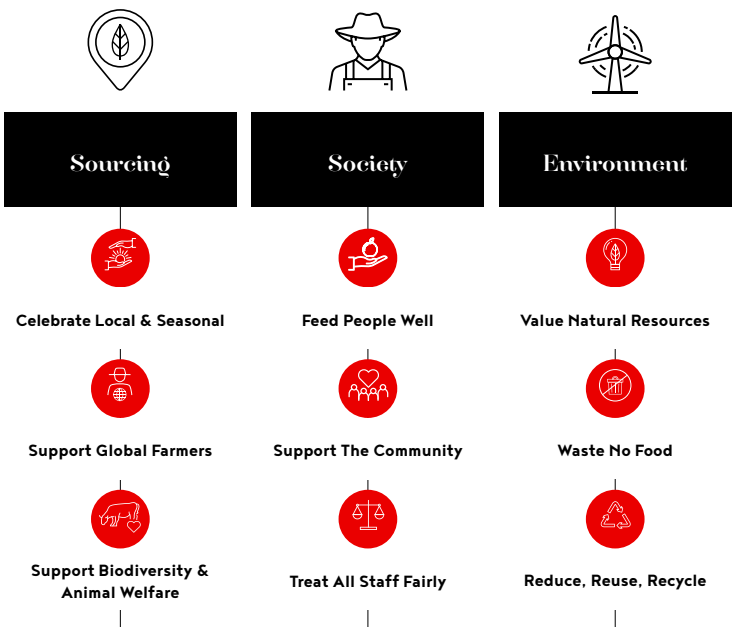 Sourcing
Society
Environment
Celebrate Local & Seasonal
Feed People Well
Value Natural Resources
Support Global Farmers
Support The Community
Waste No Food
Support Biodiversity &
Animal Welfare
Treat All Staff Fairly
Reduce, Reuse, Recycle